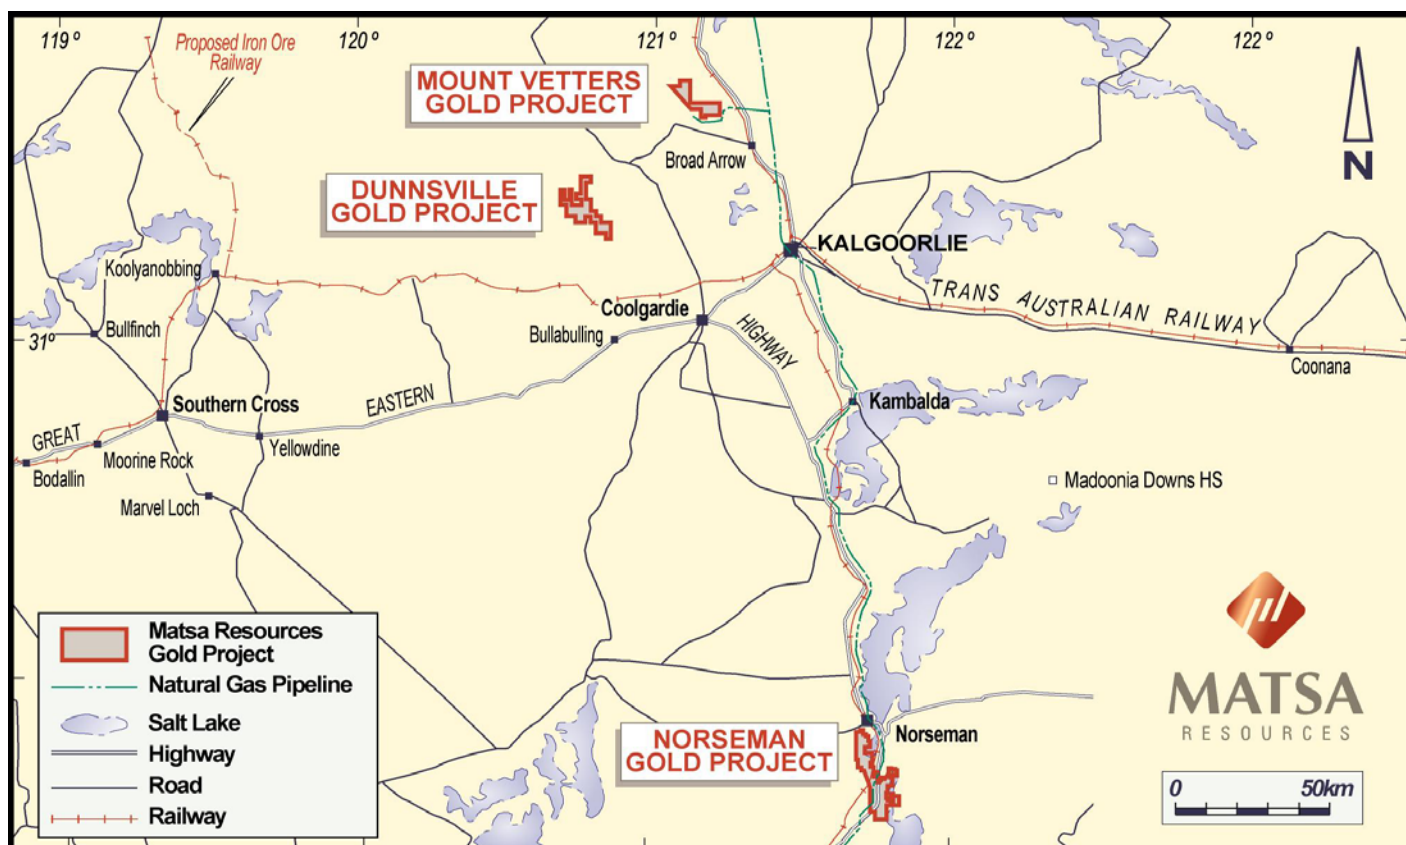 119°
120°
121°
122°
122°
Proposed Iron Ore
Railway
MOUNT VETTERS
GOLD PROJECT
Broad Arrow
N
DUNNSVILLE
GOLD PROJECT
KALGOORLIE
Koolyanobbing
TRANS AUSTRALIAN RAILWAY
Coolgardie
Bullfinch
31°
Bullabulling
HIGHWAY
Coonana
EASTERN
Kambalda
Southern Cross
GREAT
Yellowdine
Moorine Rock
Bodallin
Madoonia Downs HS
Marvel Loch
Matsa Resources
Gold Project
Natural Gas Pipeline
Salt Lake
Highway
Road
Railway
NORSEMAN
GOLD PROJECT
Norseman
MATSA
RESOURCES
0 50km